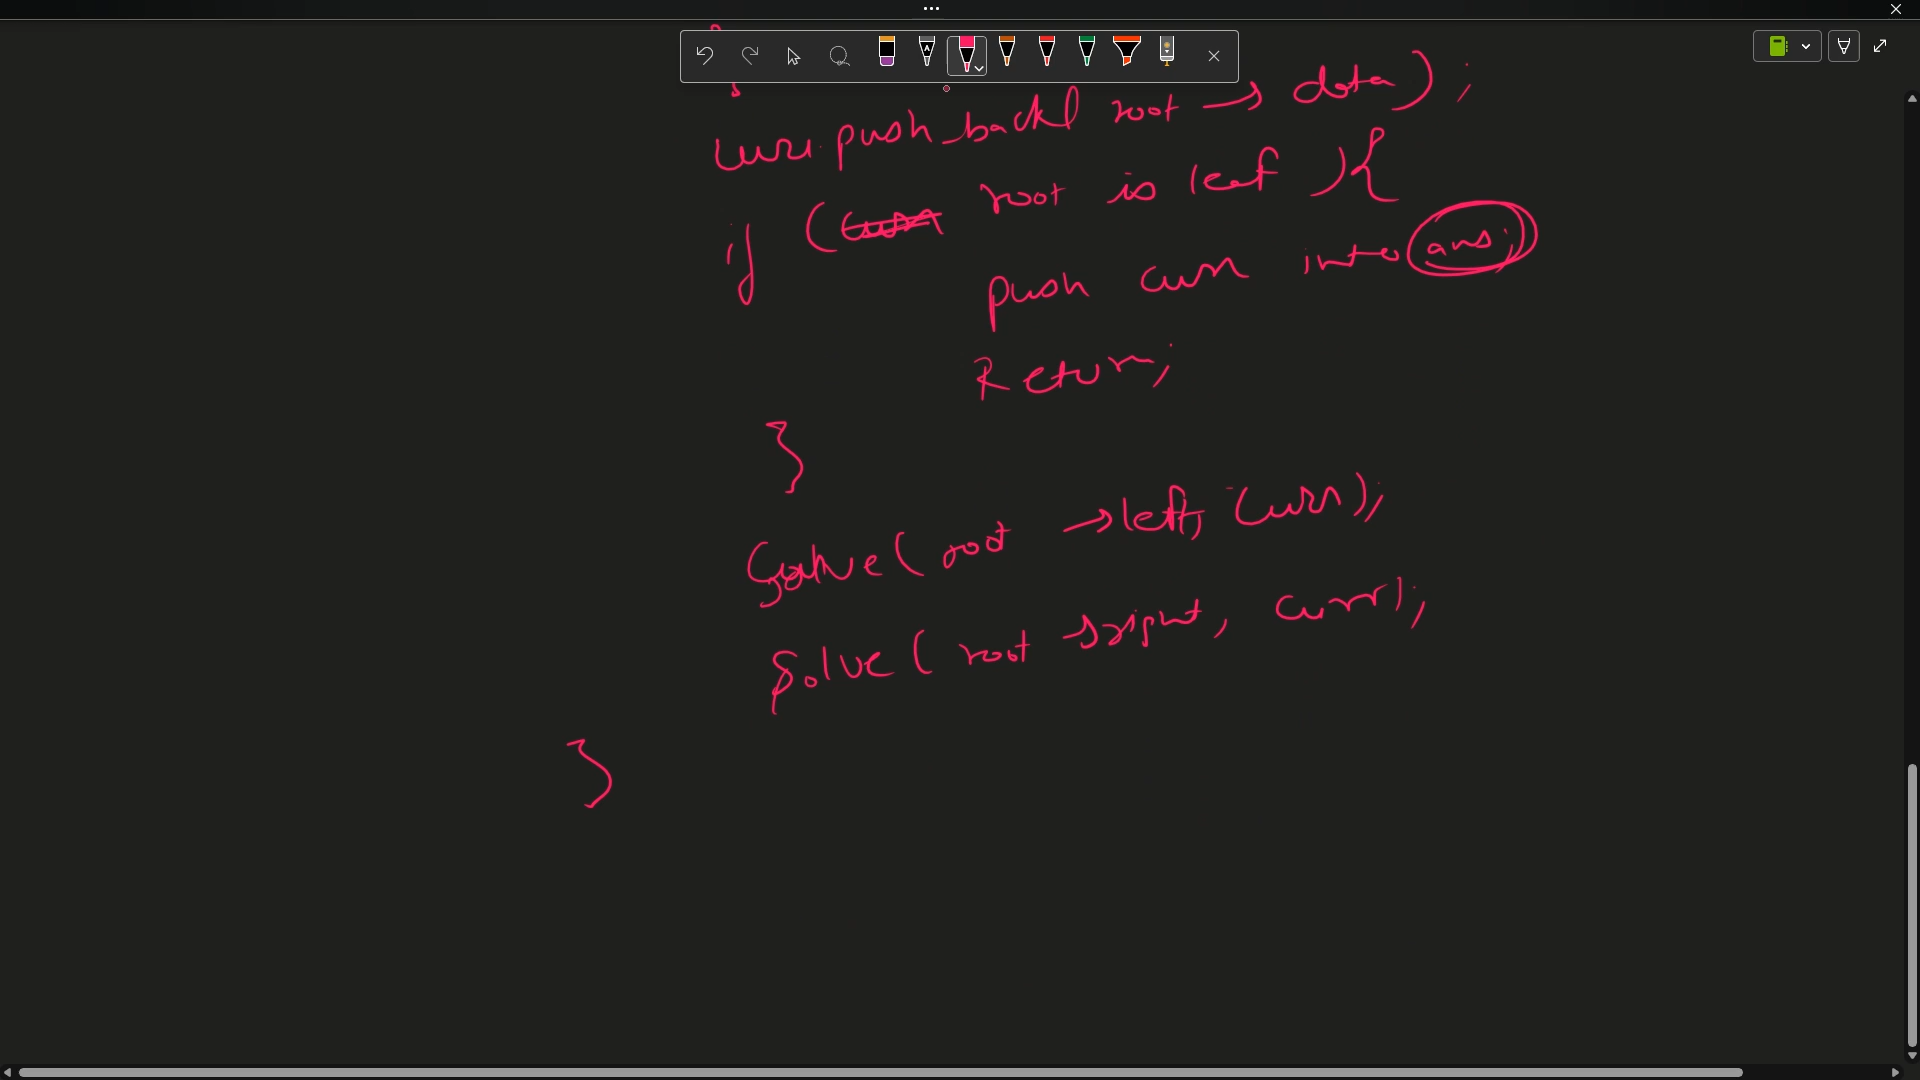 curr.push_back( root → data);
if ( root is leaf ){
push curr into ans;
Return;
}
Solve( root →left, curr);
Solve( root →right, curr);
}